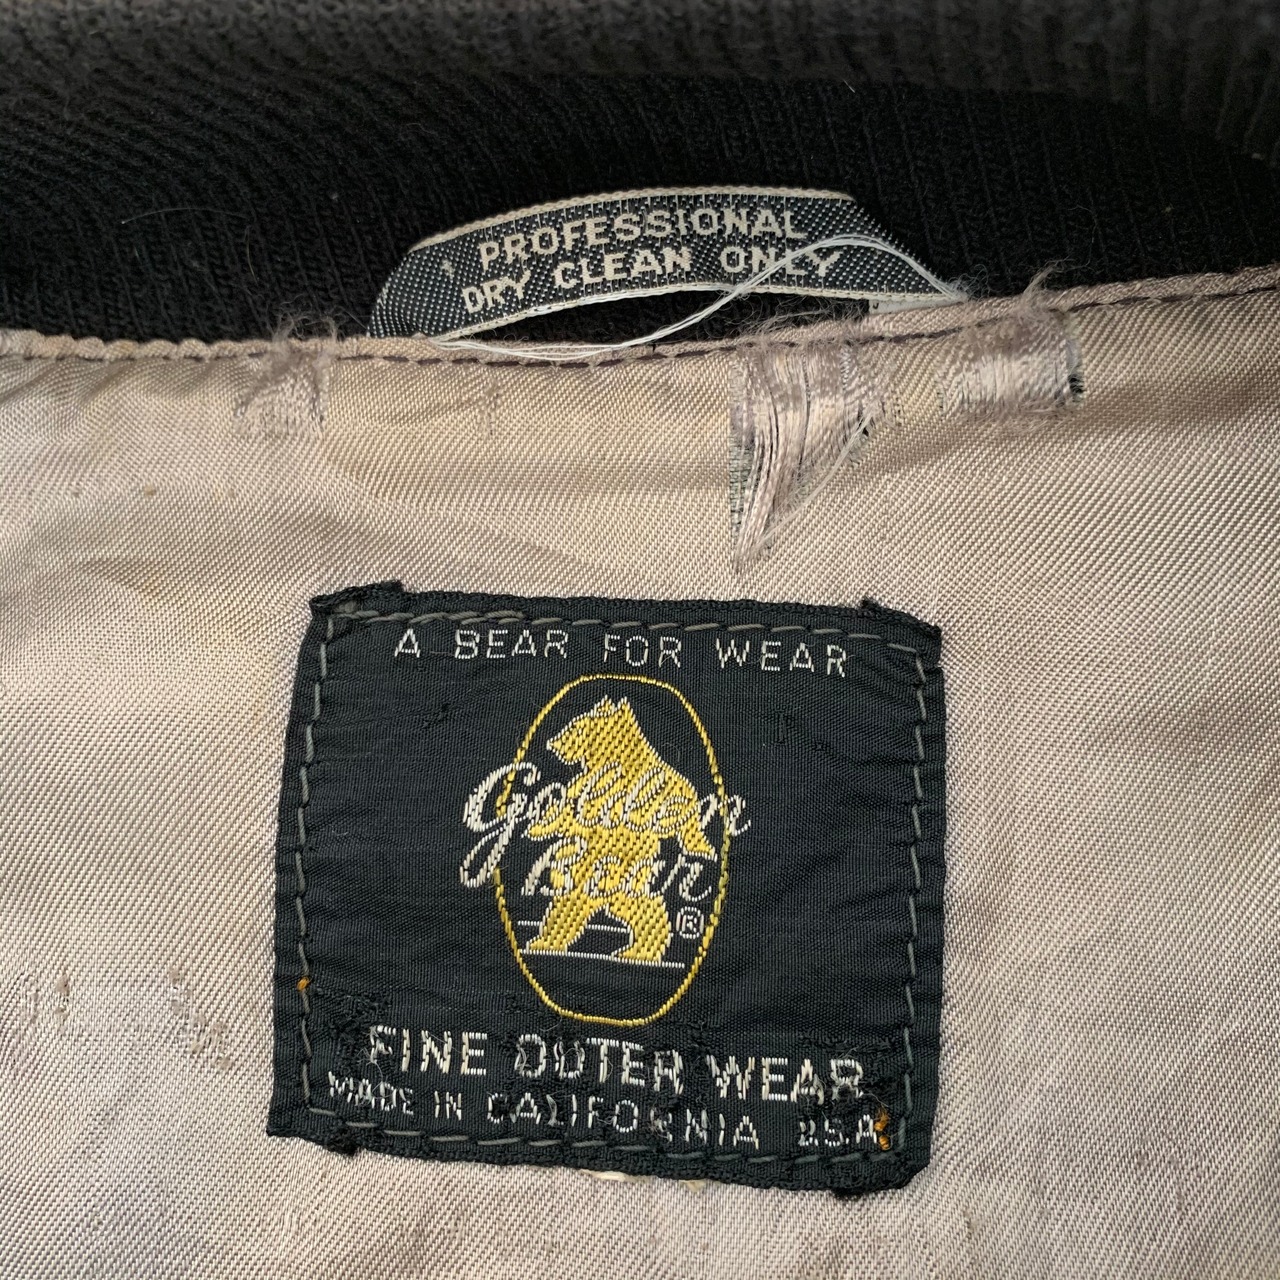 PROFESSIONAL
DRY CLEAN ONLY
A BEAR FOR WEAR
Golden
Bear
®
FINE OUTER WEAR
MADE IN CALIFORNIA U.S.A.